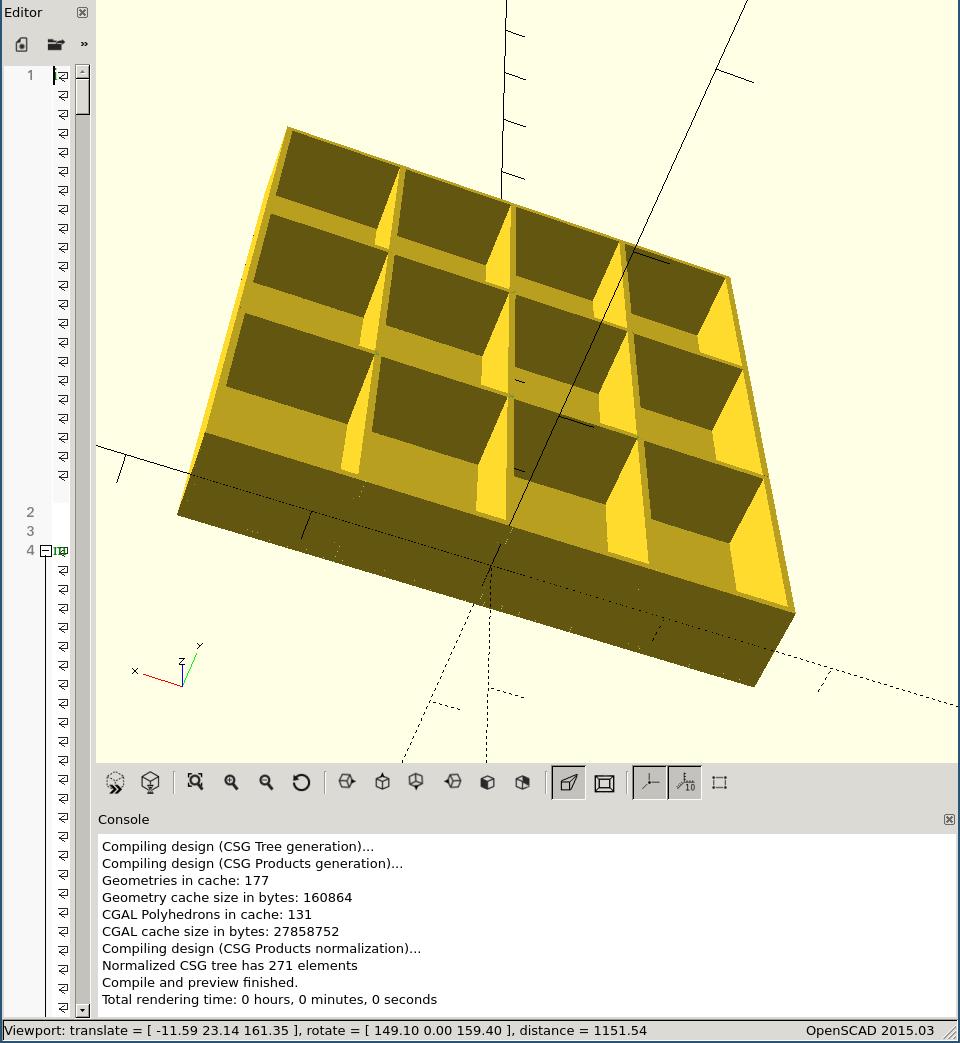 Editor
»
1
2
3
4
x
Y
Z
10
Console
Compiling design (CSG Tree generation)...
Compiling design (CSG Products generation)...
Geometries in cache: 177
Geometry cache size in bytes: 160864
CGAL Polyhedrons in cache: 131
CGAL cache size in bytes: 27858752
Compiling design (CSG Products normalization)...
Normalized CSG tree has 271 elements
Compile and preview finished.
Total rendering time: 0 hours, 0 minutes, 0 seconds
Viewport: translate = [ -11.59 23.14 161.35 ], rotate = [ 149.10 0.00 159.40 ], distance = 1151.54 OpenSCAD 2015.03